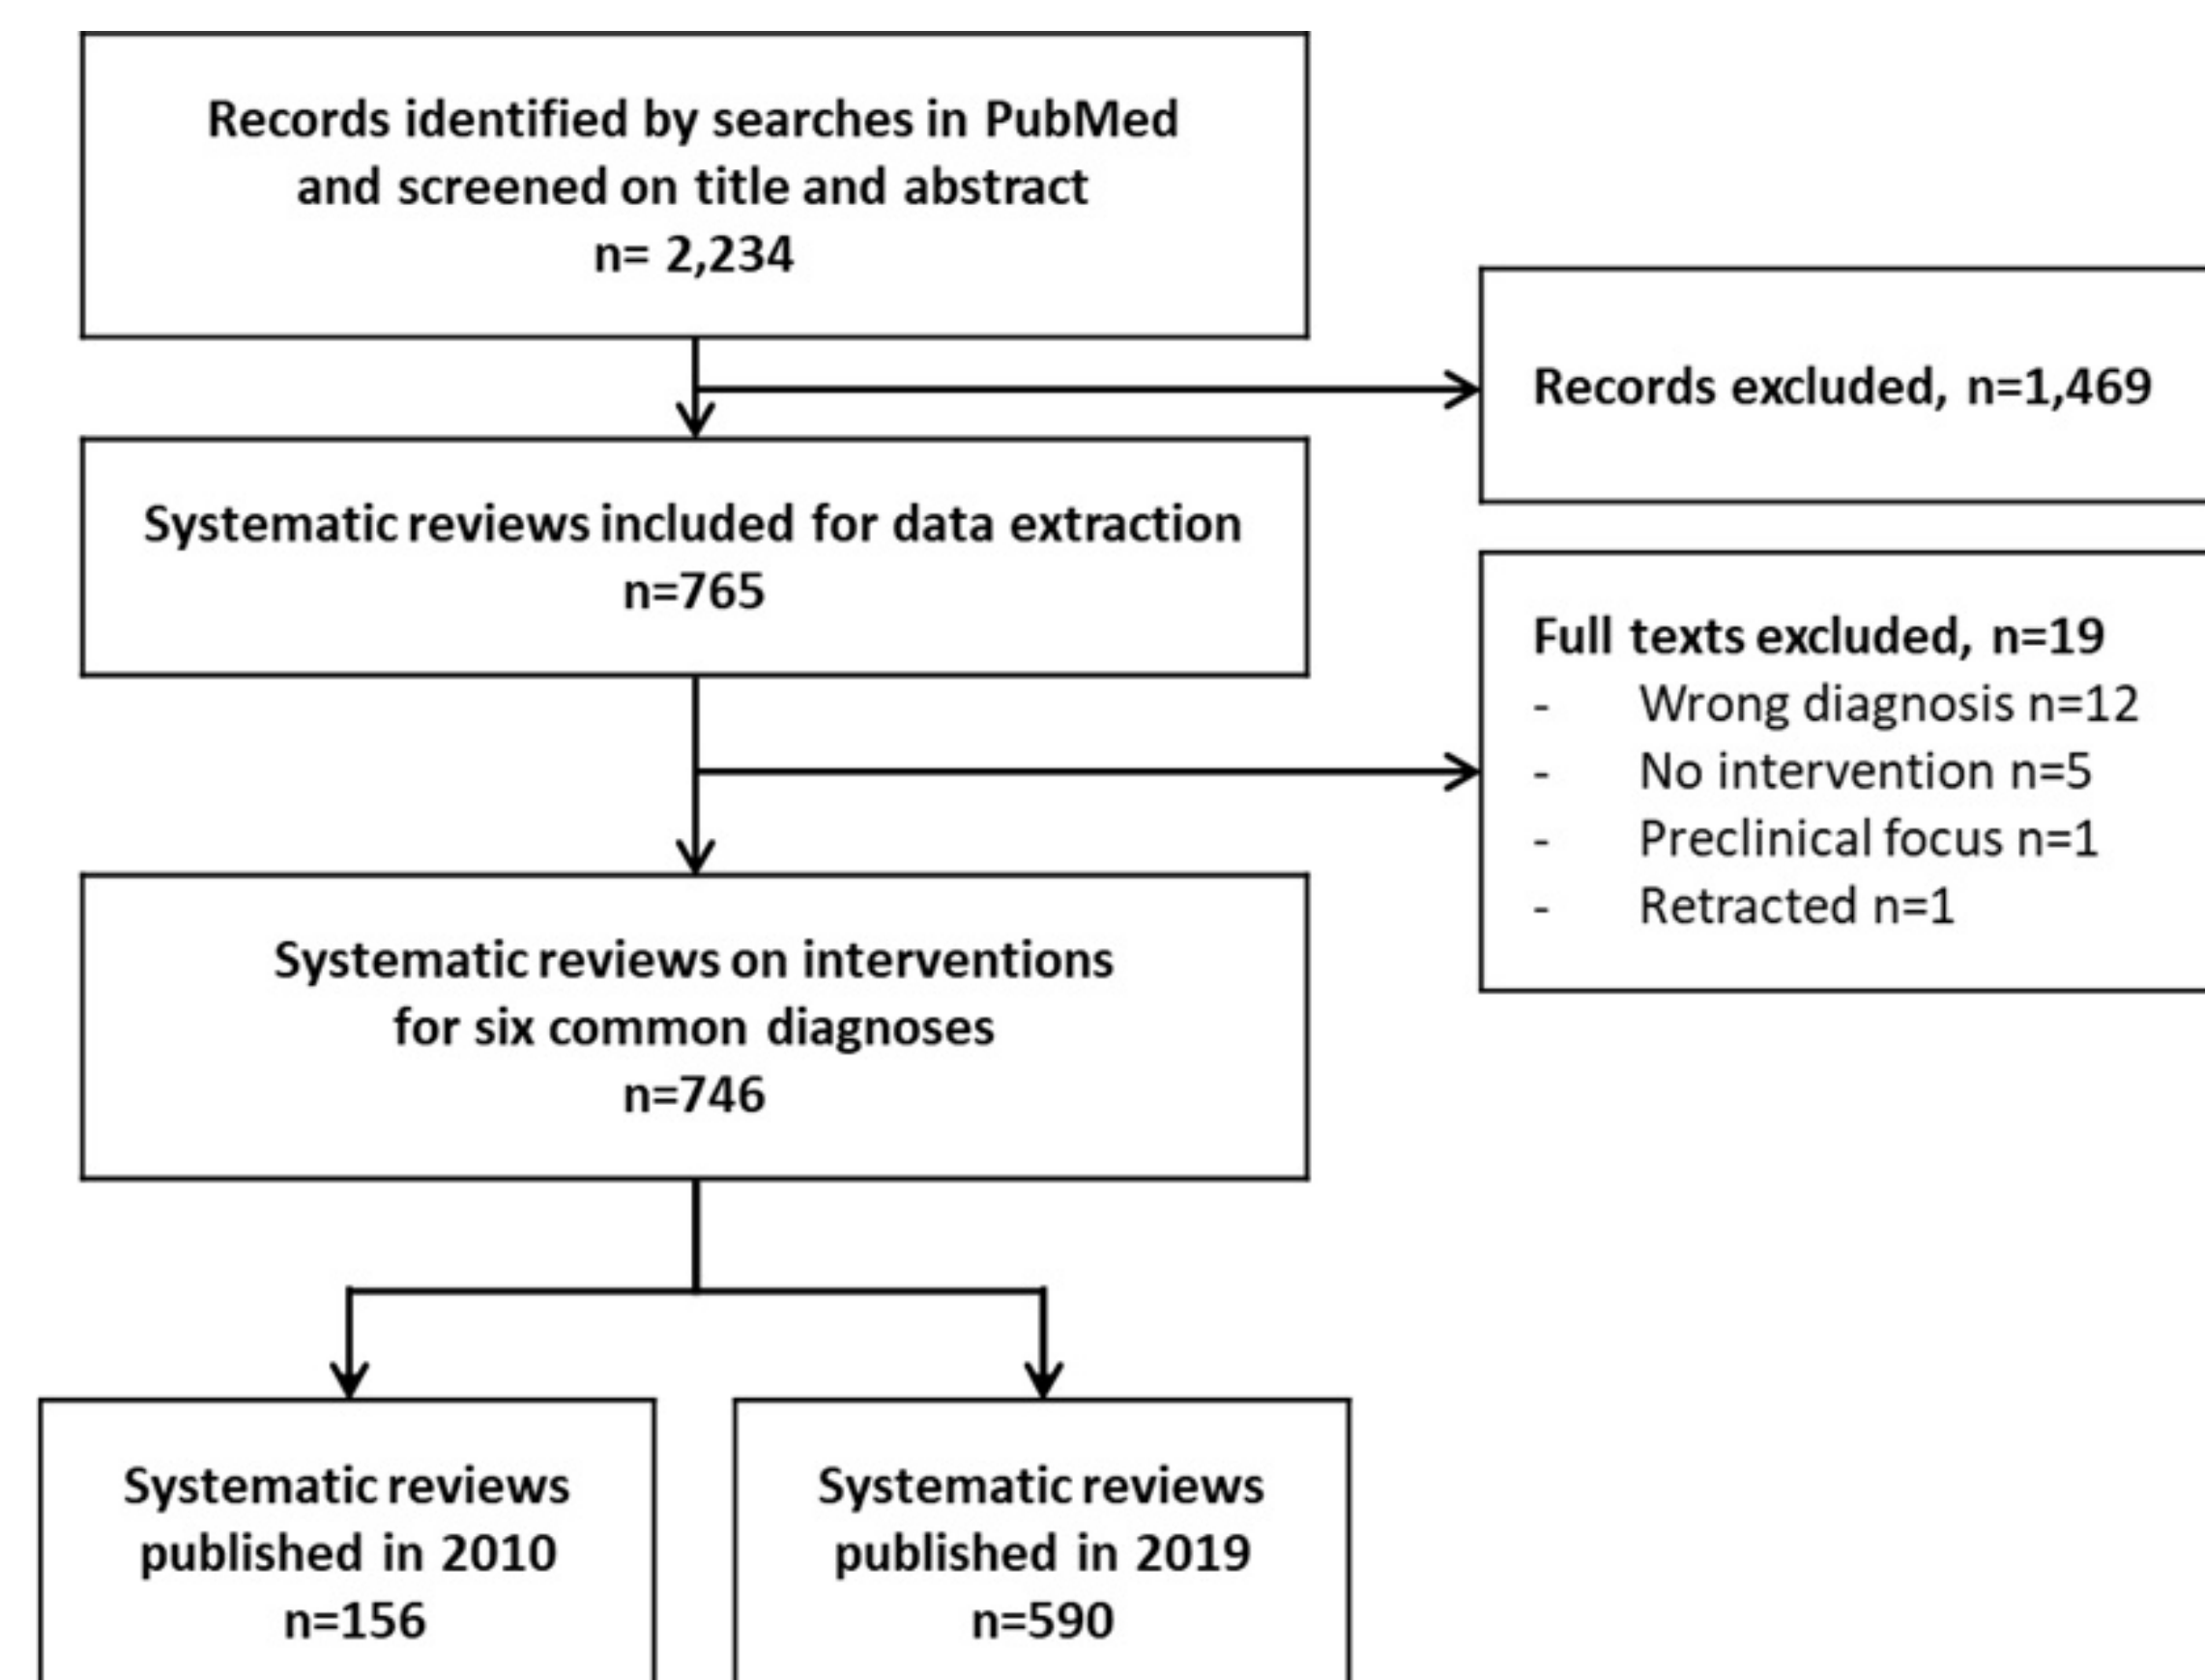 Records identified by searches in PubMed
and screened on title and abstract
n= 2,234
Records excluded, n=1,469
Systematic reviews included for data extraction
n=765
Full texts excluded, n=19
- Wrong diagnosis n=12
- No intervention n=5
- Preclinical focus n=1
- Retracted n=1
Systematic reviews on interventions
for six common diagnoses
n=746
Systematic reviews
published in 2010
n=156
Systematic reviews
published in 2019
n=590